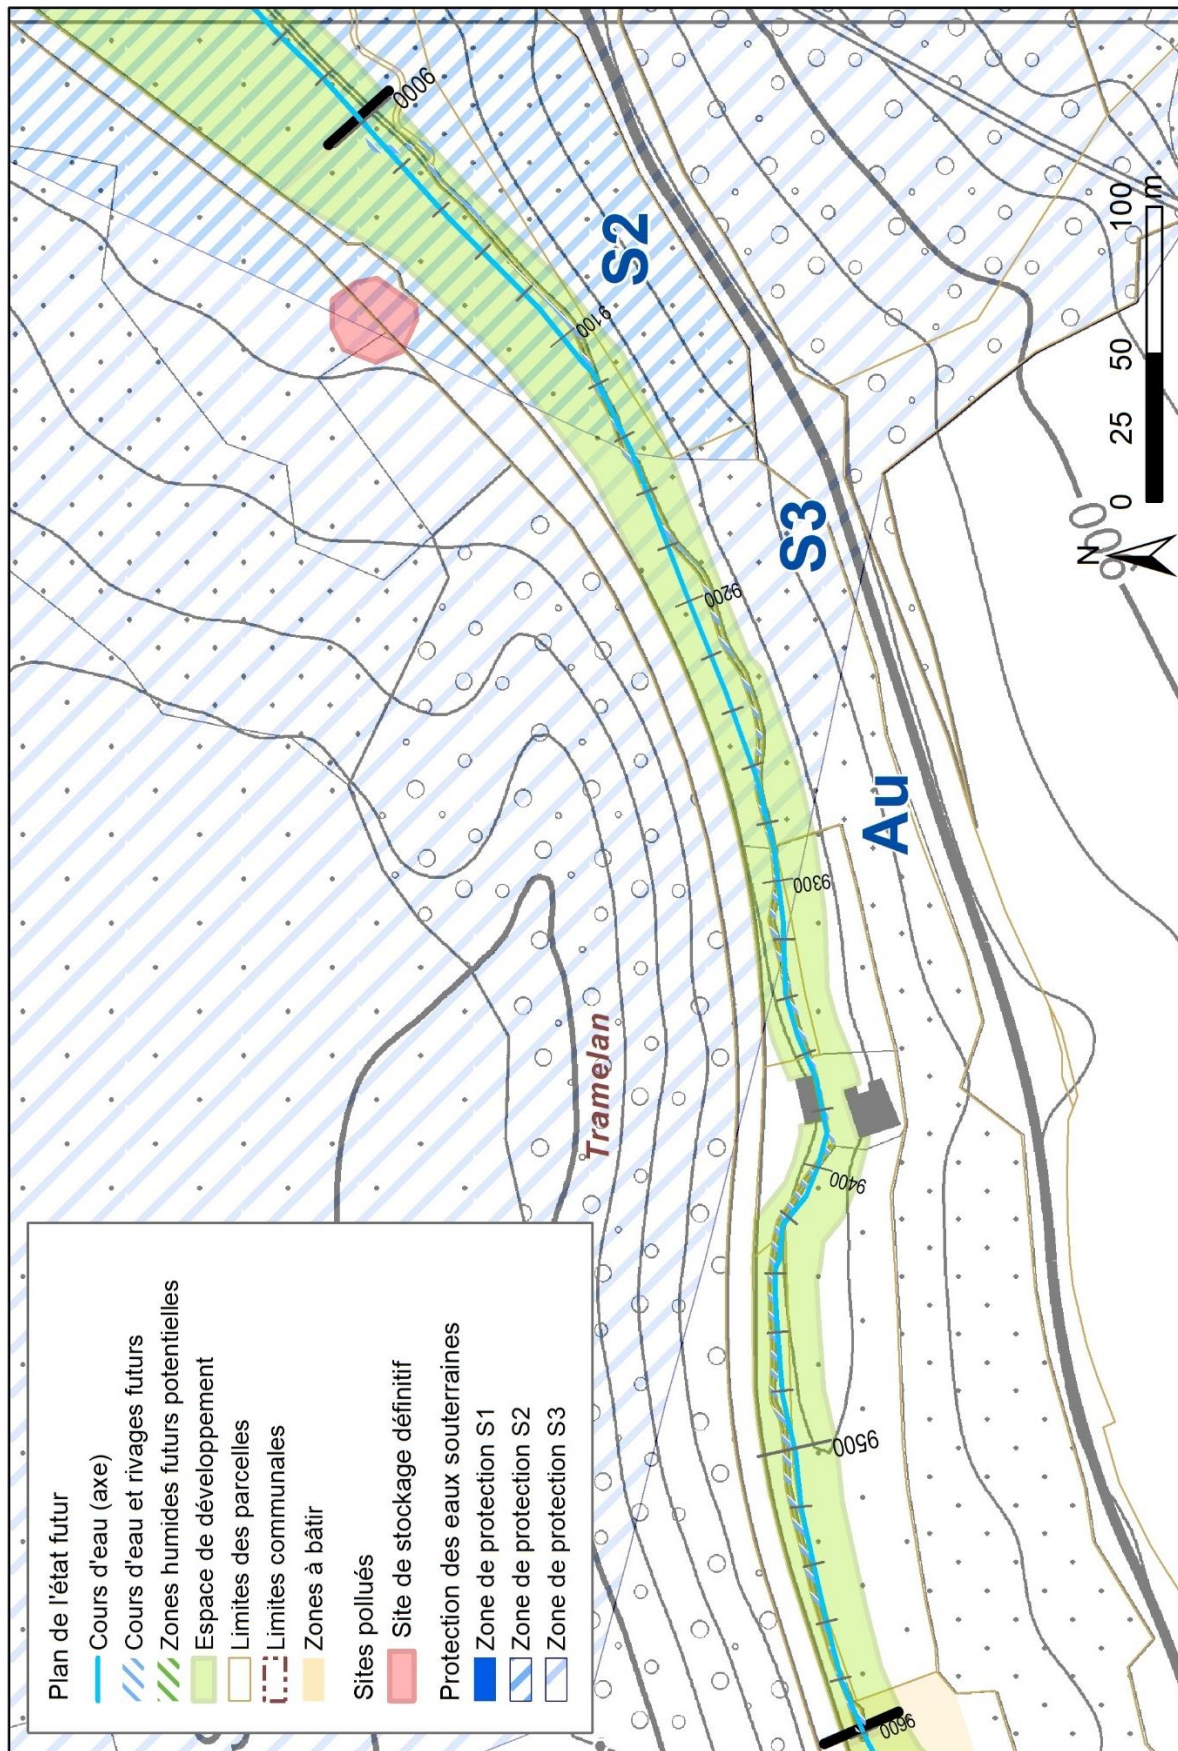 Plan de l'état futur
Cours d'eau (axe)
Cours d'eau et rivages futurs
Zones humides futurs potentielles
Espace de développement
Limites des parcelles
Limites communales
Zones à bâtir
Sites pollués
Site de stockage définitif
Protection des eaux souterraines
Zone de protection S1
Zone de protection S2
Zone de protection S3
Tramelan
9000
9100
9200
9300
9400
9500
9600
S2
S3
Au
900
N
0 25 50 100
m